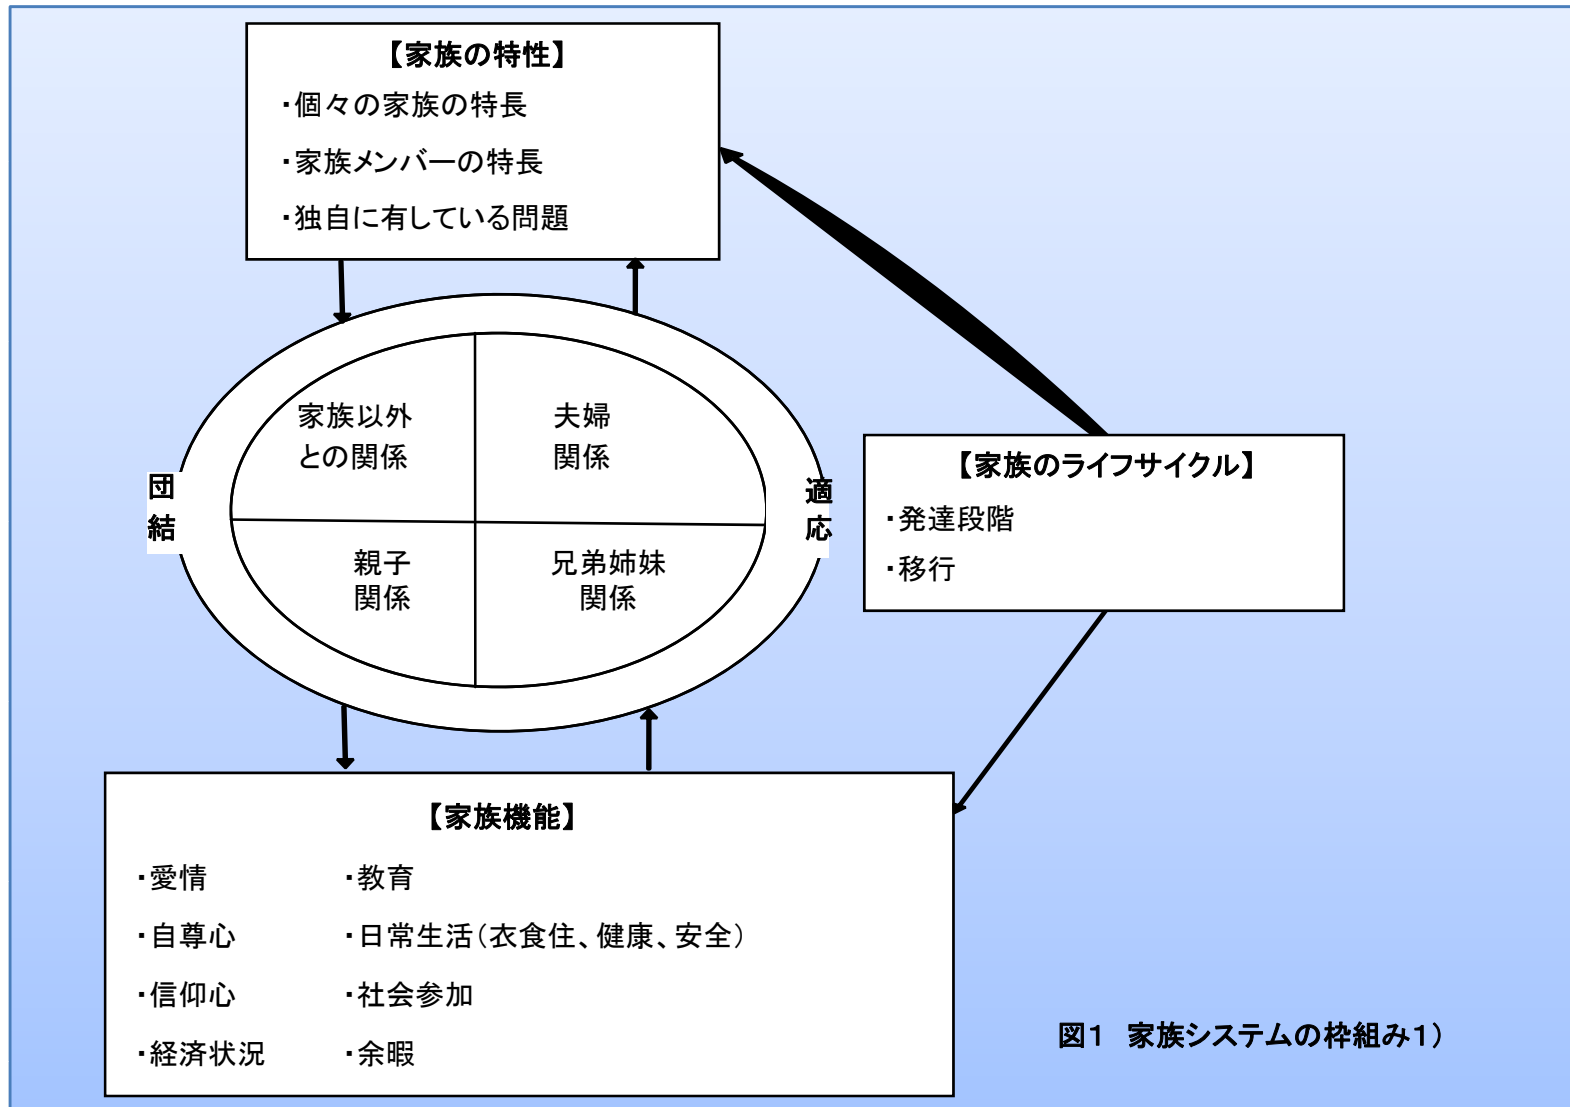 【家族の特性】
・個々の家族の特長
・家族メンバーの特長
・独自に有している問題
家族以外
との関係
夫婦
関係
団
結
適
応
親子
関係
兄弟姉妹
関係
【家族のライフサイクル】
・発達段階
・移行
【家族機能】
・愛情
・教育
・自尊心
・日常生活（衣食住、健康、安全）
・信仰心
・社会参加
・経済状況
・余暇
図１ 家族システムの枠組み１）